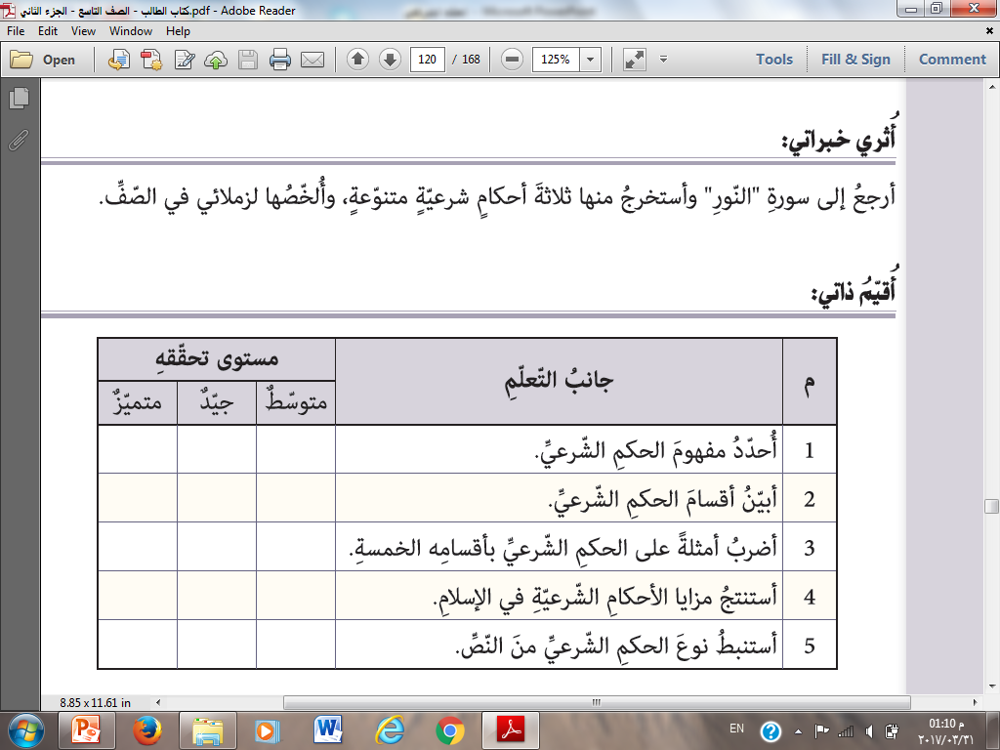 كتاب الطالب - الصف التاسع - الجزء الثاني.pdf - Adobe Reader
File Edit View Window Help
Open 120 / 168 125% Tools Fill & Sign Comment
أُثري خبراتي:
أرجعُ إلى سورةِ "النّورِ" وأستخرجُ منها ثلاثةَ أحكامٍ شرعيّةٍ متنوّعةٍ، وأُلخّصُها لزملائي في الصّفِّ.
أُقيّمُ ذاتي:
م جانبُ التّعلّمِ مستوى تحقّقهِ
متوسّطٌ جيّدٌ متميّزٌ
1 أُحدّدُ مفهومَ الحكمِ الشّرعيِّ.
2 أبيّنُ أقسامَ الحكمِ الشّرعيِّ.
3 أضربُ أمثلةً على الحكمِ الشّرعيِّ بأقسامِه الخمسةِ.
4 أستنتجُ مزايا الأحكامِ الشّرعيّةِ في الإسلامِ.
5 أستنبطُ نوعَ الحكمِ الشّرعيِّ منَ النّصِّ.
8.85 x 11.61 in
EN 01:10 م
٢٠١٧/٠٣/٣١